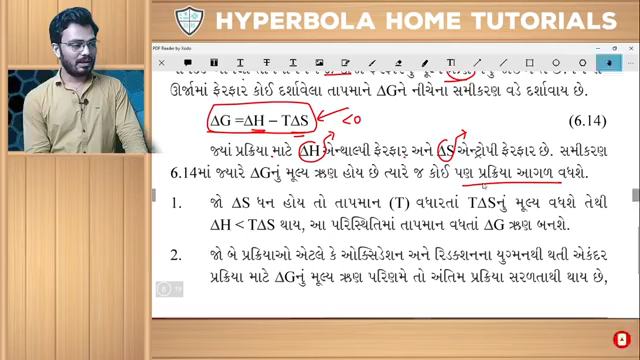 HYPERBOLA HOME TUTORIALS
PDF Reader by Xodo
ઊર્જામાં ફેરફાર કોઈ દર્શાવેલા તાપમાને ΔGને નીચેના સમીકરણ વડે દર્શાવાય છે.
ΔG =ΔH − TΔS <0 (6.14)
જ્યાં પ્રક્રિયા માટે ΔH એન્થાલ્પી ફેરફાર અને ΔS એન્ટ્રોપી ફેરફાર છે. સમીકરણ
6.14માં જ્યારે ΔGનું મૂલ્ય ઋણ હોય છે ત્યારે જ કોઈ પણ પ્રક્રિયા આગળ વધશે.
1. જો ΔS ધન હોય તો તાપમાન (T) વધારતાં TΔSનું મૂલ્ય વધશે તેથી
ΔH < TΔS થાય, આ પરિસ્થિતિમાં તાપમાન વધતાં ΔG ઋણ બનશે.
2. જો બે પ્રક્રિયાઓ એટલે કે ઓક્સિડેશન અને રિડક્શનના યુગ્મનથી થતી એકંદર
પ્રક્રિયા માટે ΔGનું મૂલ્ય ઋણ પરિણમે તો અંતિમ પ્રક્રિયા સરળતાથી થાય છે,